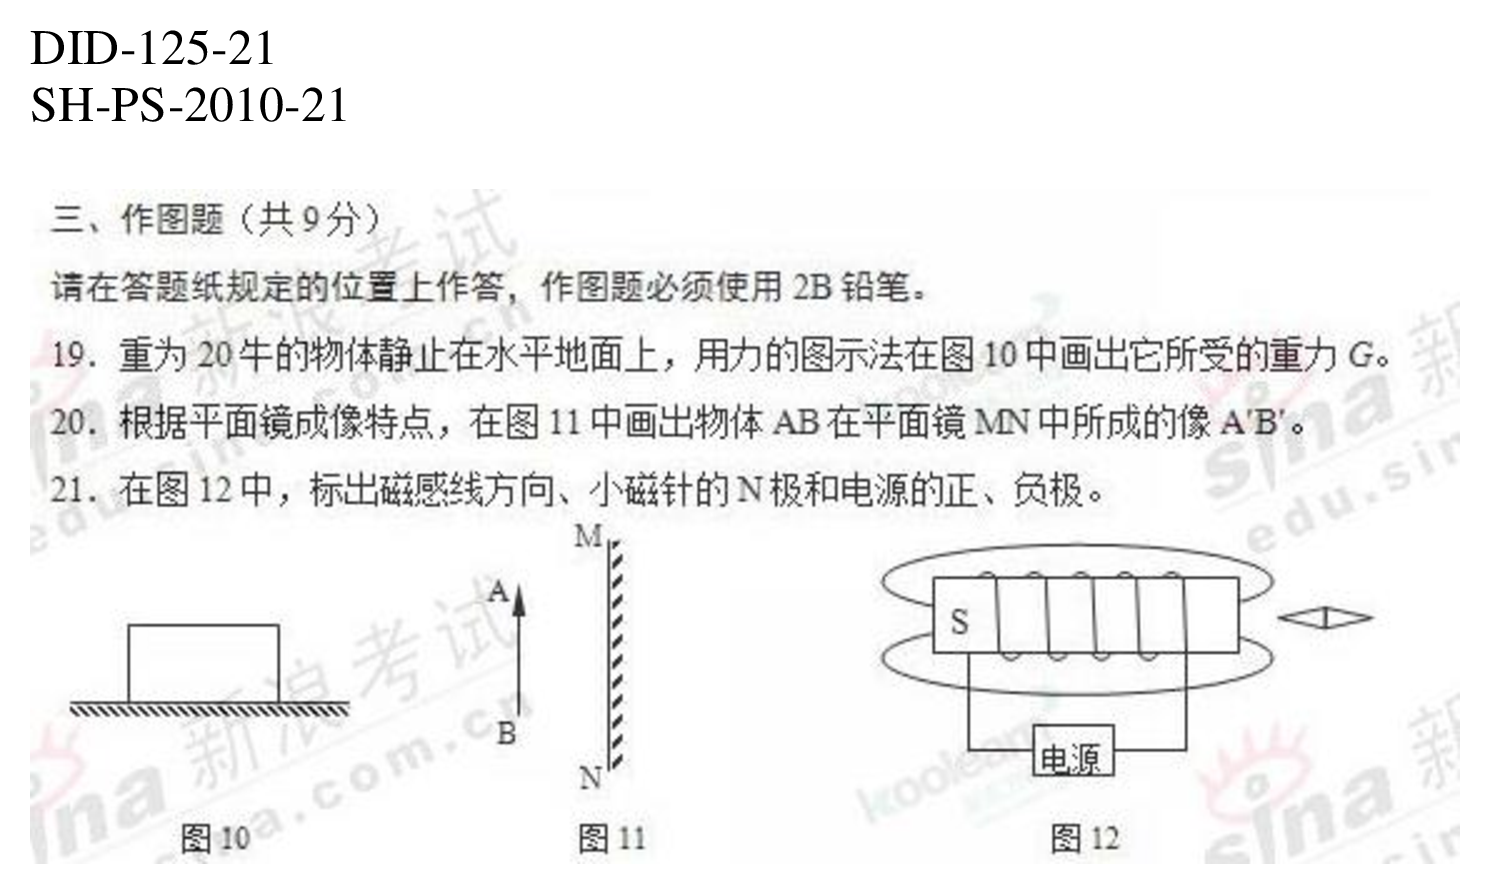 DID-125-21
SH-PS-2010-21
三、作图题（共9分）
请在答题纸规定的位置上作答，作图题必须使用 2B 铅笔。
19．重为 20牛的物体静止在水平地面上，用力的图示法在图 10 中画出它所受的重力 G。
20．根据平面镜成像特点，在图 11 中画出物体 AB 在平面镜 MN 中所成的像 A′B′。
21．在图 12 中，标出磁感线方向、小磁针的 N 极和电源的正、负极。
M
A
B
N
S
电源
图 10
图 11
图 12
新浪考试
sina
edu.sina.com.cn
koolearn